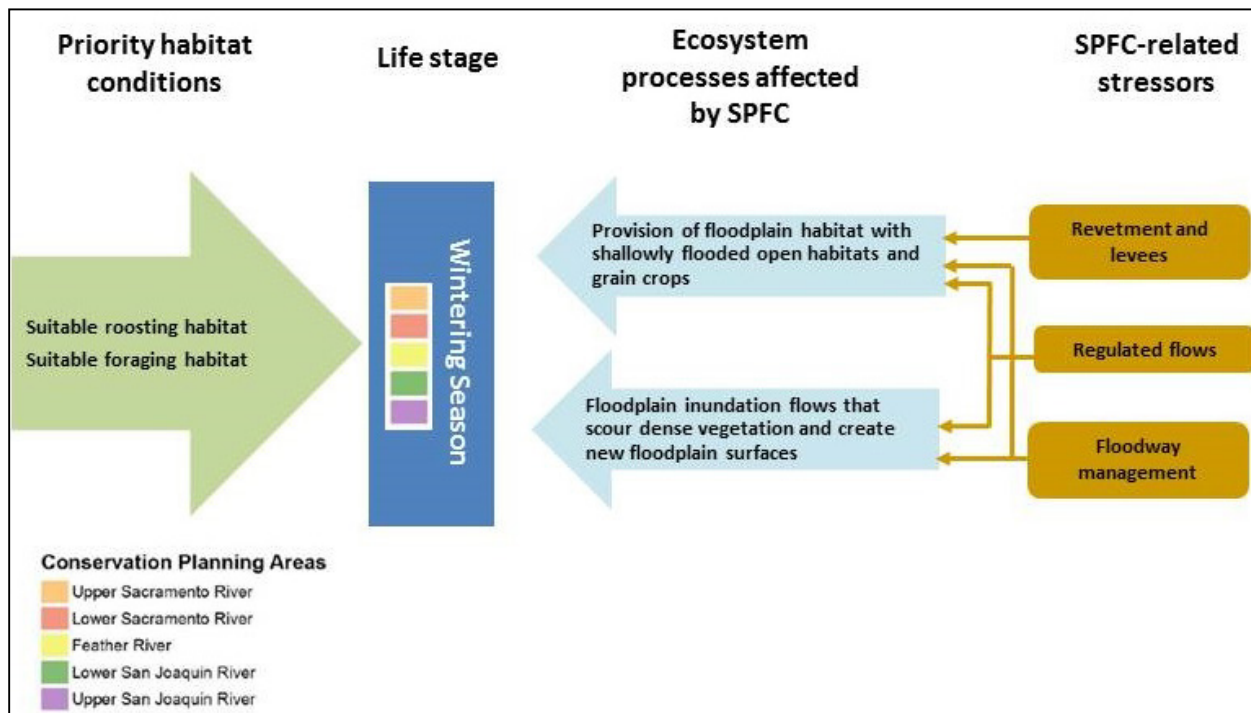 Priority habitat
conditions
Life stage
Ecosystem
processes affected
by SPFC
SPFC-related
stressors
Suitable roosting habitat
Suitable foraging habitat
Wintering Season
Provision of floodplain habitat with
shallowly flooded open habitats and
grain crops
Floodplain inundation flows that
scour dense vegetation and create
new floodplain surfaces
Revetment and
levees
Regulated flows
Floodway
management
Conservation Planning Areas
Upper Sacramento River
Lower Sacramento River
Feather River
Lower San Joaquin River
Upper San Joaquin River